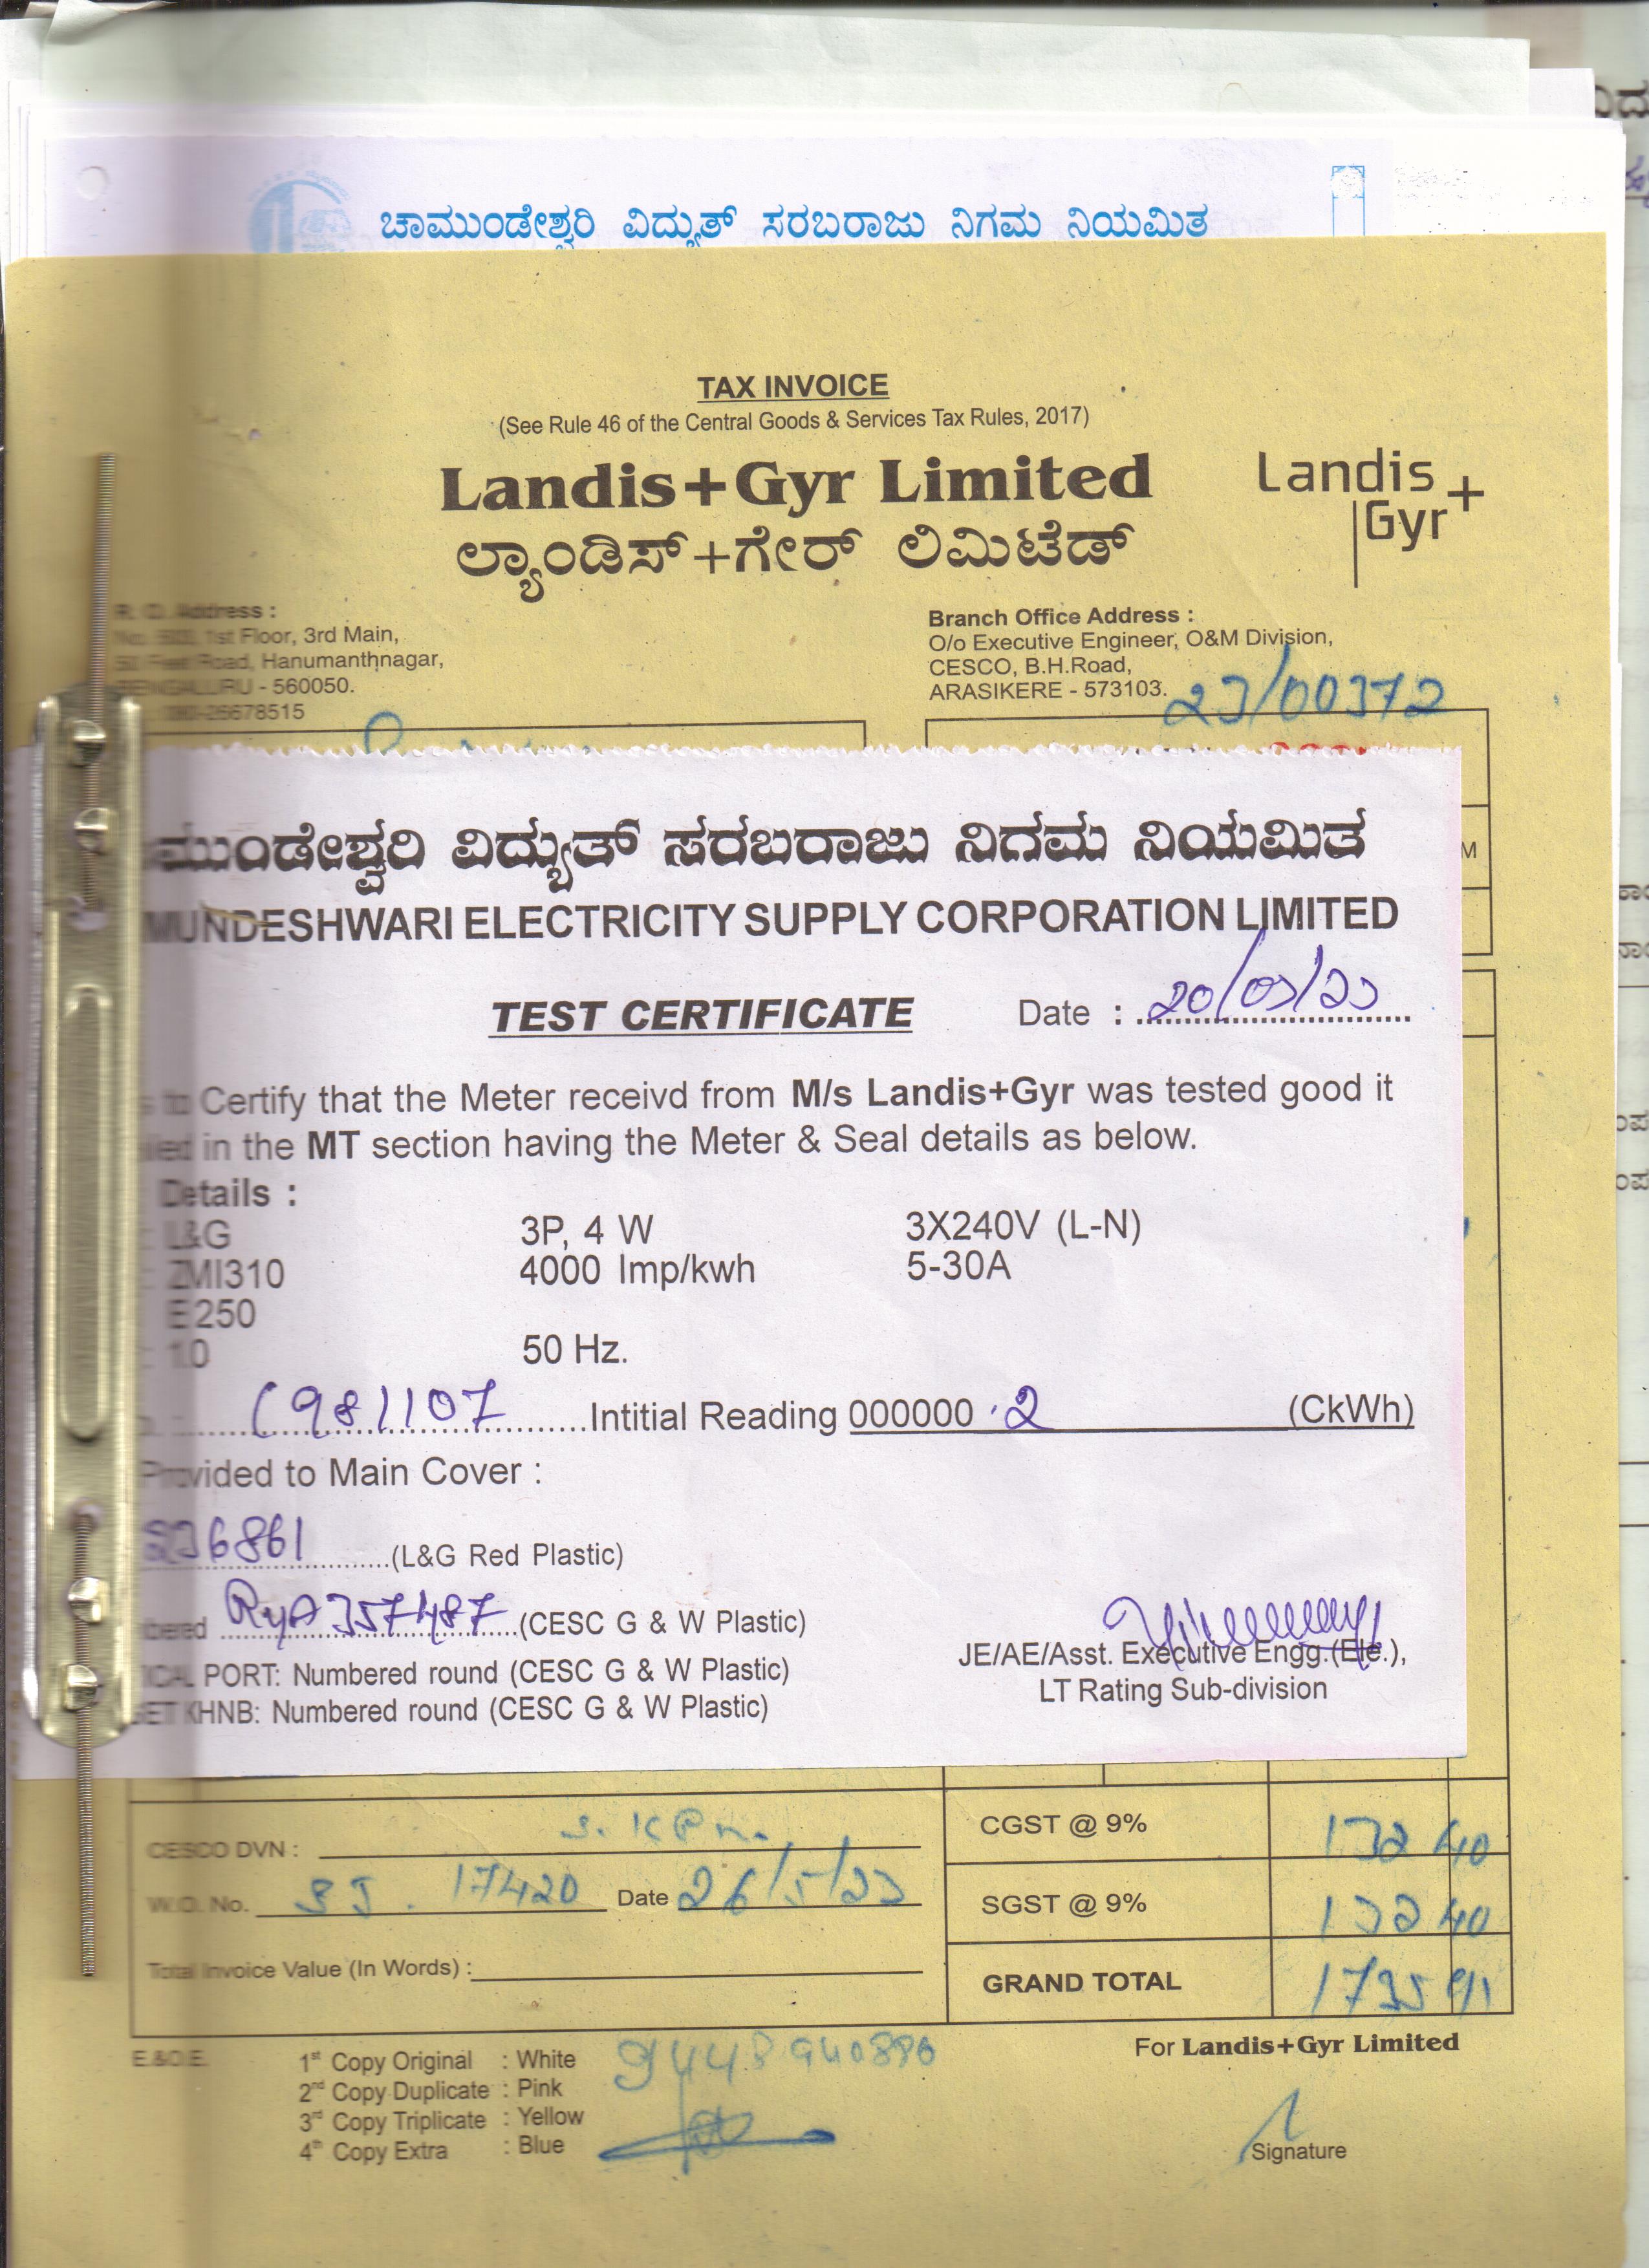 ಚಾಮುಂಡೇಶ್ವರಿ ವಿದ್ಯುತ್ ಸರಬರಾಜು ನಿಗಮ ನಿಯಮಿತ
TAX INVOICE
(See Rule 46 of the Central Goods & Services Tax Rules, 2017)
Landis+Gyr Limited
Landis
Gyr+
ಲ್ಯಾಂಡಿಸ್+ಗೇರ್ ಲಿಮಿಟೆಡ್
Address :
1st Floor, 3rd Main,
Road, Hanumanthnagar,
BENGALURU - 560050.
26678515
Branch Office Address :
O/o Executive Engineer, O&M Division,
CESCO, B.H.Road,
ARASIKERE - 573103.
23/00372
M
ಮುಂಡೇಶ್ವರಿ ವಿದ್ಯುತ್ ಸರಬರಾಜು ನಿಗಮ ನಿಯಮಿತ
MUNDESHWARI ELECTRICITY SUPPLY CORPORATION LIMITED
TEST CERTIFICATE Date : 20/03/23
to Certify that the Meter receivd from M/s Landis+Gyr was tested good it
in the MT section having the Meter & Seal details as below.
Details :
: L&G 3P, 4 W 3X240V (L-N)
: ZMI310 4000 Imp/kwh 5-30A
E250
: 1.0 50 Hz.
981107 Intitial Reading 000000 .2 (CkWh)
Provided to Main Cover :
6861 (L&G Red Plastic)
357487 (CESC G & W Plastic)
PORT: Numbered round (CESC G & W Plastic)
KHNB: Numbered round (CESC G & W Plastic)
JE/AE/Asst. Executive Engg.(Ele.),
LT Rating Sub-division
CESCO DVN :
W.O. No. 17420 Date 26/5/23
Total Invoice Value (In Words) :
CGST @ 9% 132 40
SGST @ 9% 132 40
GRAND TOTAL 1735 91
E.&O.E.
1st Copy Original : White
2nd Copy Duplicate : Pink
3rd Copy Triplicate : Yellow
4th Copy Extra : Blue
9448940880
For Landis+Gyr Limited
Signature